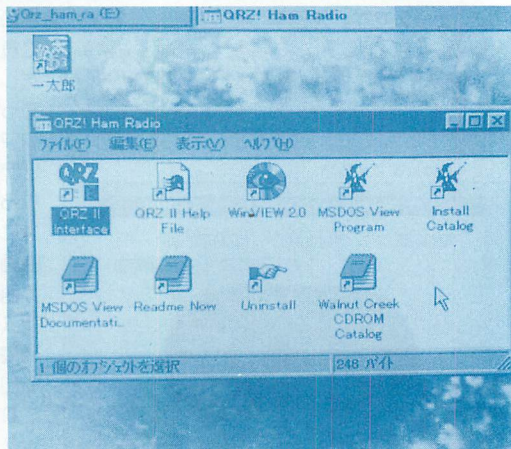 Qrz_ham_ra (E)
QRZ! Ham Radio
一太郎
QRZ! Ham Radio
ファイル(F) 編集(E) 表示(V) ヘルプ(H)
QRZ
QRZ II Interface
QRZ II Help File
WinVIEW 2.0
MSDOS View Program
Install Catalog
MSDOS View Documentati...
Readme Now
Uninstall
Walnut Creek CDROM Catalog
1 個のオブジェクトを選択
246 バイト